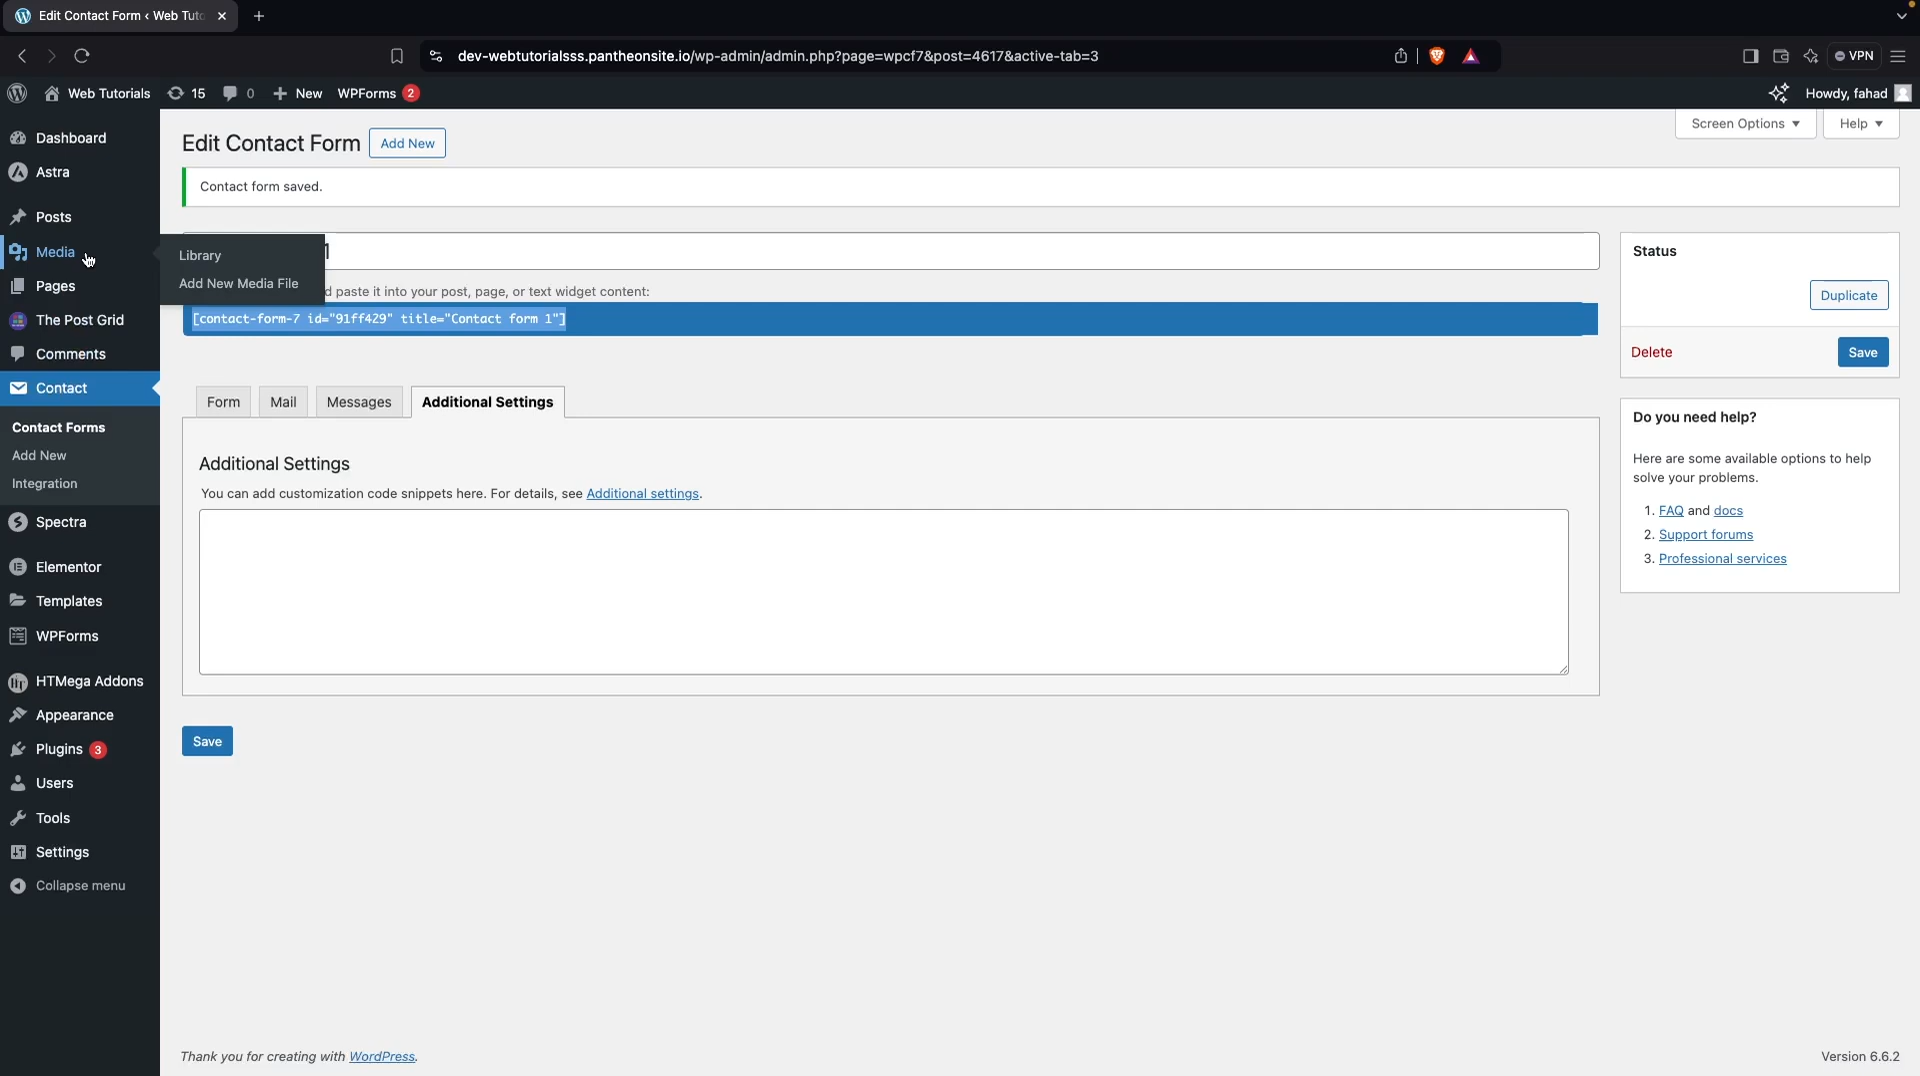 Edit Contact Form ‹ Web Tuto
dev-webtutorialsss.pantheonsite.io/wp-admin/admin.php?page=wpcf7&post=4617&active-tab=3
VPN
Web Tutorials 15 0 New WPForms 2
Howdy, fahad
Dashboard
Astra
Posts
Media
Pages
The Post Grid
Comments
Contact
Contact Forms
Add New
Integration
Spectra
Elementor
Templates
WPForms
HTMega Addons
Appearance
Plugins 3
Users
Tools
Settings
Collapse menu
Library
Add New Media File
Screen Options
Help
Edit Contact Form
Add New
Contact form saved.
1
d paste it into your post, page, or text widget content:
[contact-form-7 id="91ff429" title="Contact form 1"]
Form
Mail
Messages
Additional Settings
Additional Settings
You can add customization code snippets here. For details, see Additional settings.
Save
Status
Duplicate
Delete
Save
Do you need help?
Here are some available options to help
solve your problems.
1. FAQ and docs
2. Support forums
3. Professional services
Thank you for creating with WordPress.
Version 6.6.2